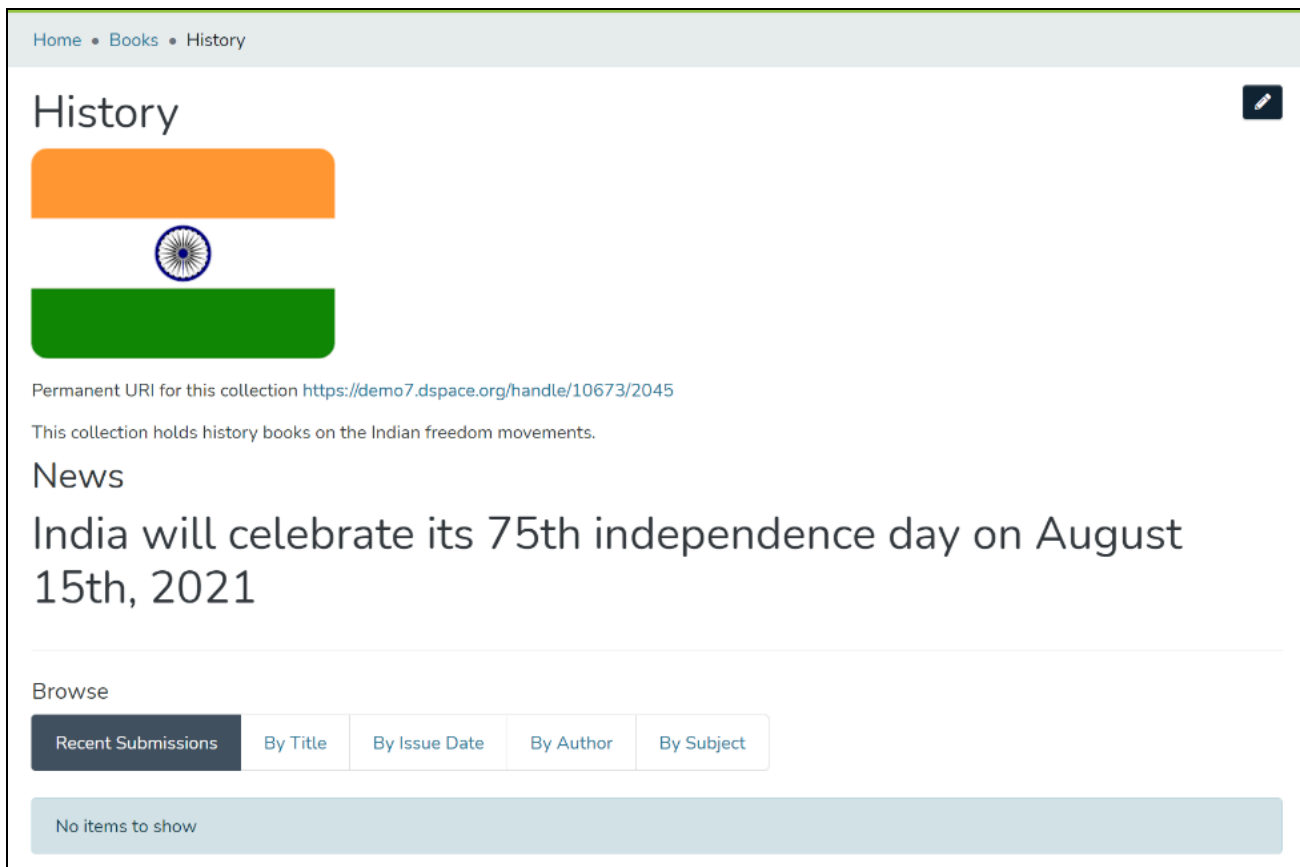 Home • Books • History
History
Permanent URI for this collection https://demo7.dspace.org/handle/10673/2045
This collection holds history books on the Indian freedom movements.
News
India will celebrate its 75th independence day on August
15th, 2021
Browse
Recent Submissions By Title By Issue Date By Author By Subject
No items to show